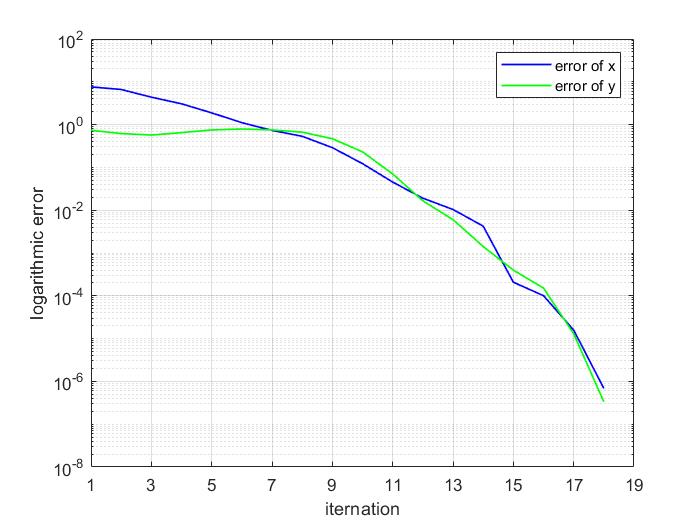 10^2
10^0
10^-2
10^-4
10^-6
10^-8
logarithmic error
error of x
error of y
1 3 5 7 9 11 13 15 17 19
iternation